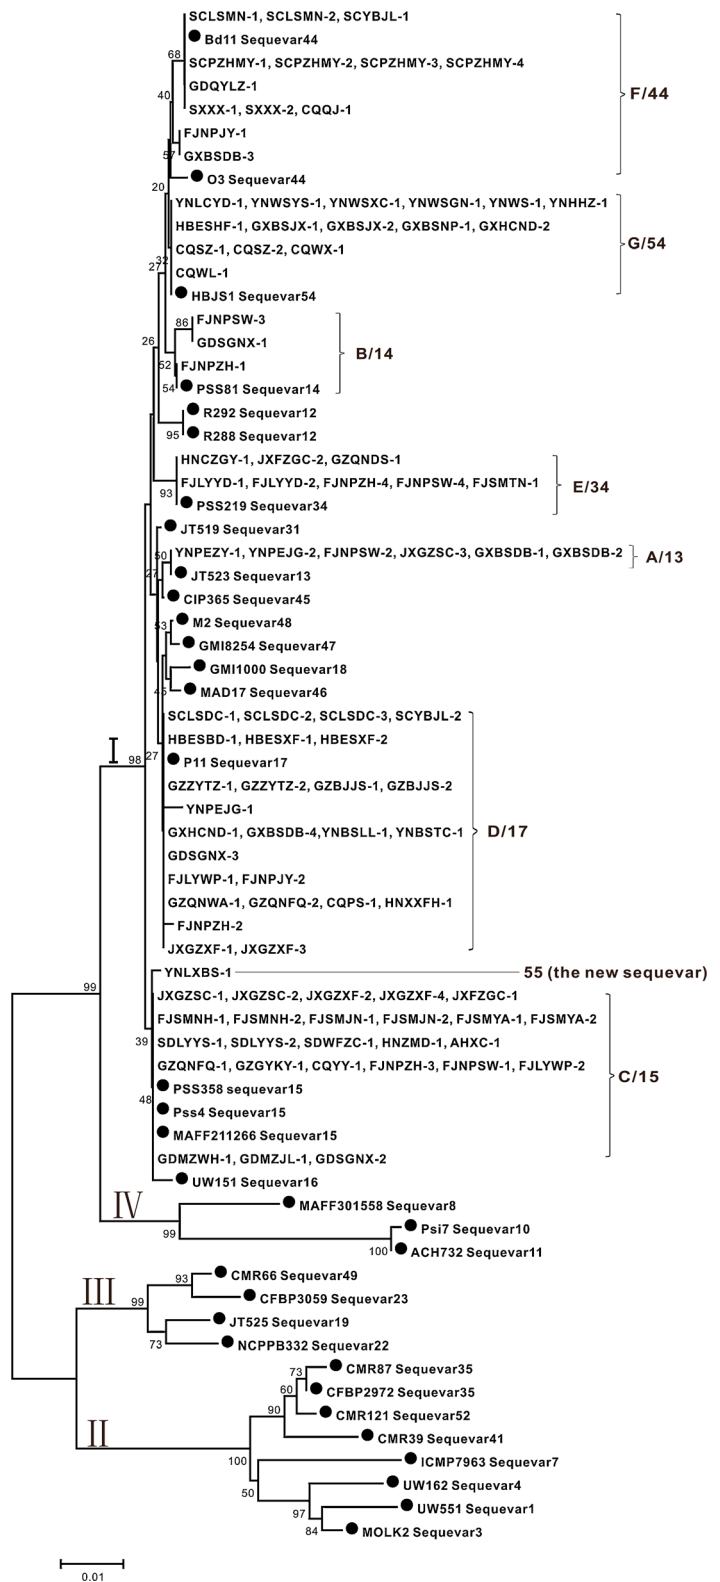 SCLSMN-1, SCLSMN-2, SCYBJL-1
Bd11 Sequevar44
68
SCPZHMY-1, SCPZHMY-2, SCPZHMY-3, SCPZHMY-4
GDQYLZ-1
F/44
40
SXXX-1, SXXX-2, CQQJ-1
FJNPJY-1
57
GXBSDB-3
O3 Sequevar44
20
YNLCYD-1, YNWSYS-1, YNWSXC-1, YNWSGN-1, YNWS-1, YNHHZ-1
HBESHF-1, GXBSJX-1, GXBSJX-2, GXBSNP-1, GXHCND-2
G/54
CQSZ-1, CQSZ-2, CQWX-1
32
27
CQWL-1
HBJS1 Sequevar54
86
FJNPSW-3
26
GDSGNX-1
B/14
52
FJNPZH-1
54
PSS81 Sequevar14
R292 Sequevar12
95
R288 Sequevar12
HNCZGY-1, JXFZGC-2, GZQNDS-1
FJLYYD-1, FJLYYD-2, FJNPZH-4, FJNPSW-4, FJSMTN-1
E/34
93
PSS219 Sequevar34
JT519 Sequevar31
50
YNPEZY-1, YNPEJG-2, FJNPSW-2, JXGZSC-3, GXBSDB-1, GXBSDB-2
A/13
27
JT523 Sequevar13
CIP365 Sequevar45
53
M2 Sequevar48
GMI8254 Sequevar47
GMI1000 Sequevar18
45
MAD17 Sequevar46
SCLSDC-1, SCLSDC-2, SCLSDC-3, SCYBJL-2
HBESBD-1, HBESXF-1, HBESXF-2
I
98
27
P11 Sequevar17
GZZYTZ-1, GZZYTZ-2, GZBJJS-1, GZBJJS-2
YNPEJG-1
GXHCND-1, GXBSDB-4,YNBSLL-1, YNBSTC-1
D/17
GDSGNX-3
FJLYWP-1, FJNPJY-2
GZQNWA-1, GZQNFQ-2, CQPS-1, HNXXFH-1
FJNPZH-2
JXGZXF-1, JXGZXF-3
YNLXBS-1
55 (the new sequevar)
99
JXGZSC-1, JXGZSC-2, JXGZXF-2, JXGZXF-4, JXFZGC-1
FJSMNH-1, FJSMNH-2, FJSMJN-1, FJSMJN-2, FJSMYA-1, FJSMYA-2
39
SDLYYS-1, SDLYYS-2, SDWFZC-1, HNZMD-1, AHXC-1
GZQNFQ-1, GZGYKY-1, CQYY-1, FJNPZH-3, FJNPSW-1, FJLYWP-2
C/15
PSS358 sequevar15
48
Pss4 Sequevar15
MAFF211266 Sequevar15
GDMZWH-1, GDMZJL-1, GDSGNX-2
UW151 Sequevar16
IV
MAFF301558 Sequevar8
99
Psi7 Sequevar10
100
ACH732 Sequevar11
93
CMR66 Sequevar49
III
99
CFBP3059 Sequevar23
JT525 Sequevar19
73
NCPPB332 Sequevar22
73
CMR87 Sequevar35
60
CFBP2972 Sequevar35
90
CMR121 Sequevar52
II
CMR39 Sequevar41
100
ICMP7963 Sequevar7
50
UW162 Sequevar4
97
UW551 Sequevar1
84
MOLK2 Sequevar3
0.01